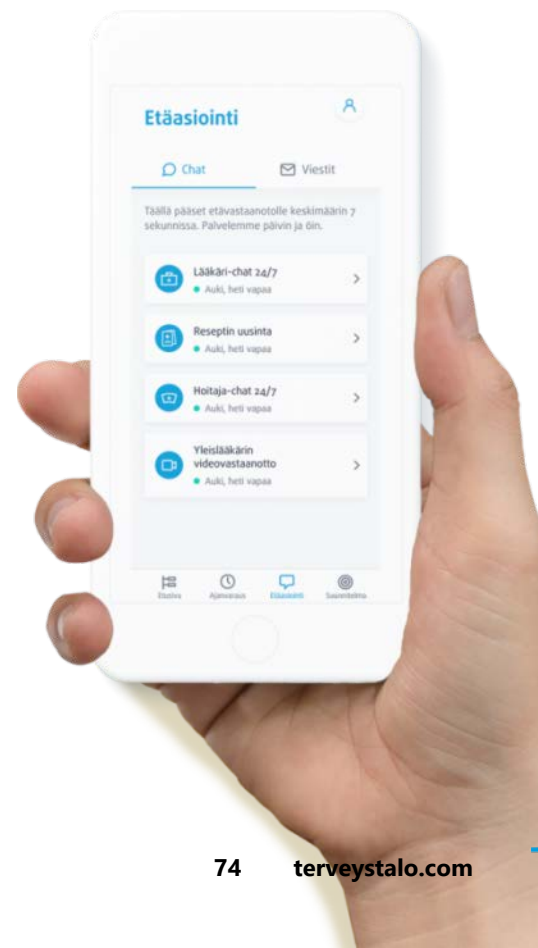 Etäasiointi
Chat
Viestit
Täällä pääset etävastaanotolle keskimäärin 7
sekunnissa. Palvelemme päivin ja öin.
Lääkäri-chat 24/7
Auki, heti vapaa
Reseptin uusinta
Auki, heti vapaa
Hoitaja-chat 24/7
Auki, heti vapaa
Yleislääkärin
videovastaanotto
Auki, heti vapaa
Etusivu
Ajanvaraus
Etäasiointi
Suunnitelma
74 terveystalo.com